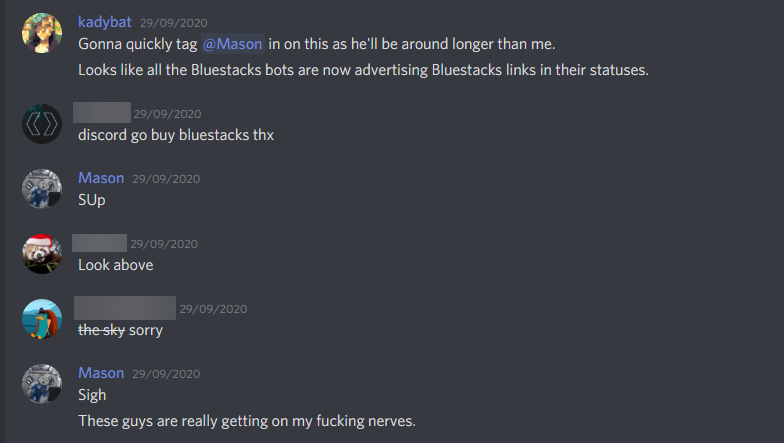 kadybat 29/09/2020
Gonna quickly tag @Mason in on this as he'll be around longer than me.
Looks like all the Bluestacks bots are now advertising Bluestacks links in their statuses.
29/09/2020
discord go buy bluestacks thx
Mason 29/09/2020
SUp
29/09/2020
Look above
29/09/2020
the sky sorry
Mason 29/09/2020
Sigh
These guys are really getting on my fucking nerves.